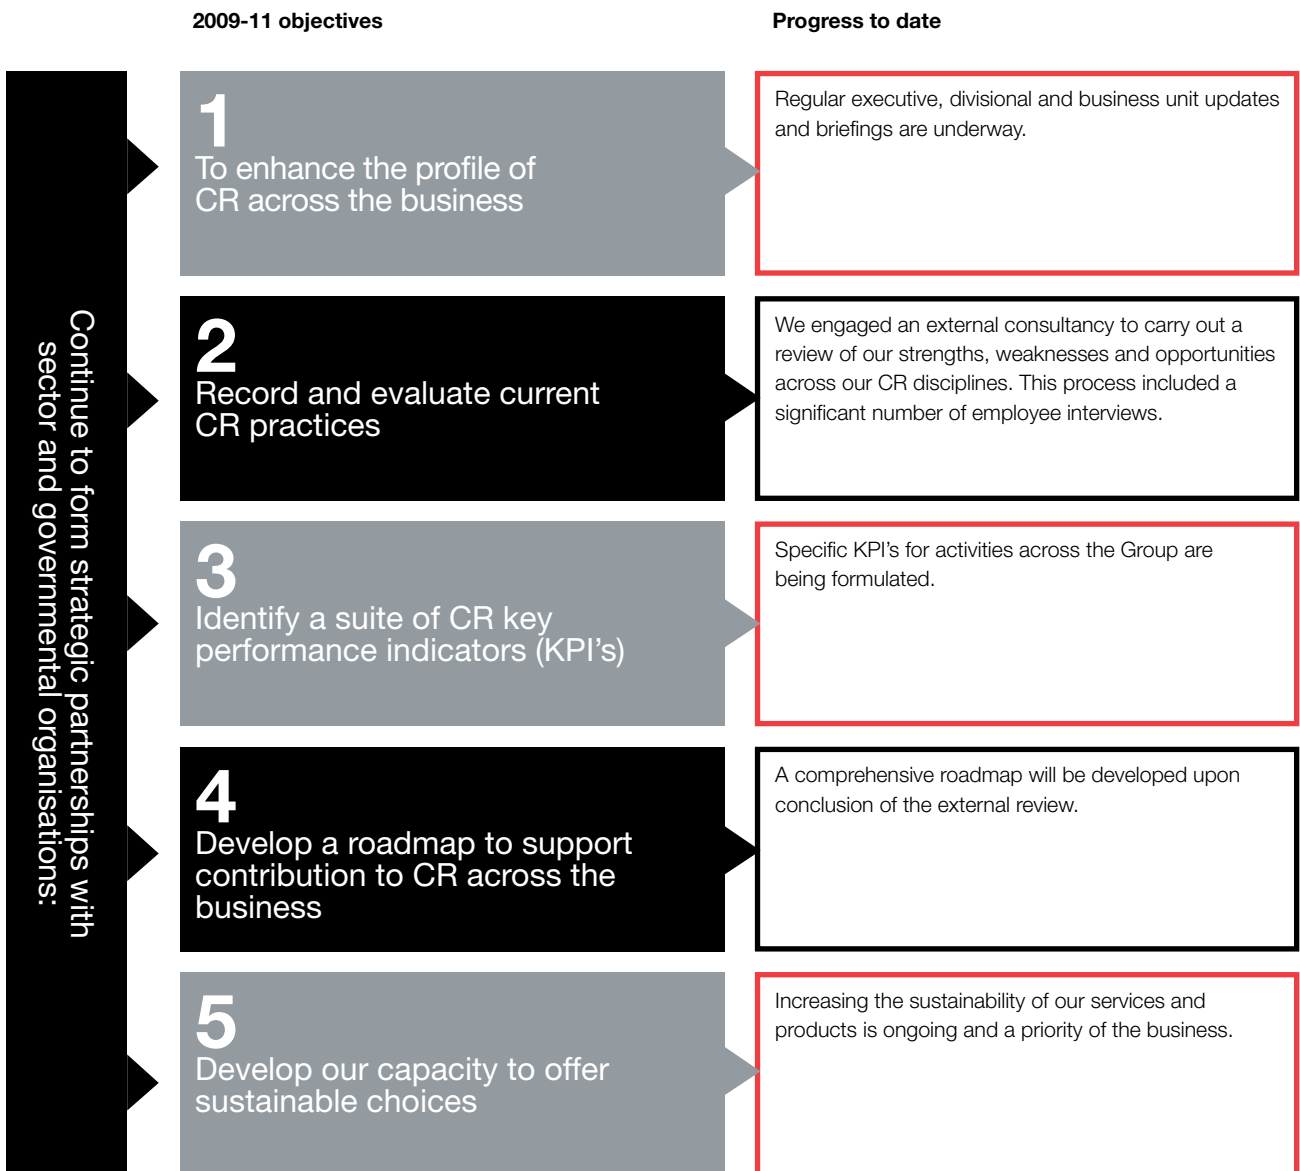 2009-11 objectives
Progress to date
Continue to form strategic partnerships with
sector and governmental organisations:
1
To enhance the profile of
CR across the business
Regular executive, divisional and business unit updates
and briefings are underway.
2
Record and evaluate current
CR practices
We engaged an external consultancy to carry out a
review of our strengths, weaknesses and opportunities
across our CR disciplines. This process included a
significant number of employee interviews.
3
Identify a suite of CR key
performance indicators (KPI's)
Specific KPI's for activities across the Group are
being formulated.
4
Develop a roadmap to support
contribution to CR across the
business
A comprehensive roadmap will be developed upon
conclusion of the external review.
5
Develop our capacity to offer
sustainable choices
Increasing the sustainability of our services and
products is ongoing and a priority of the business.